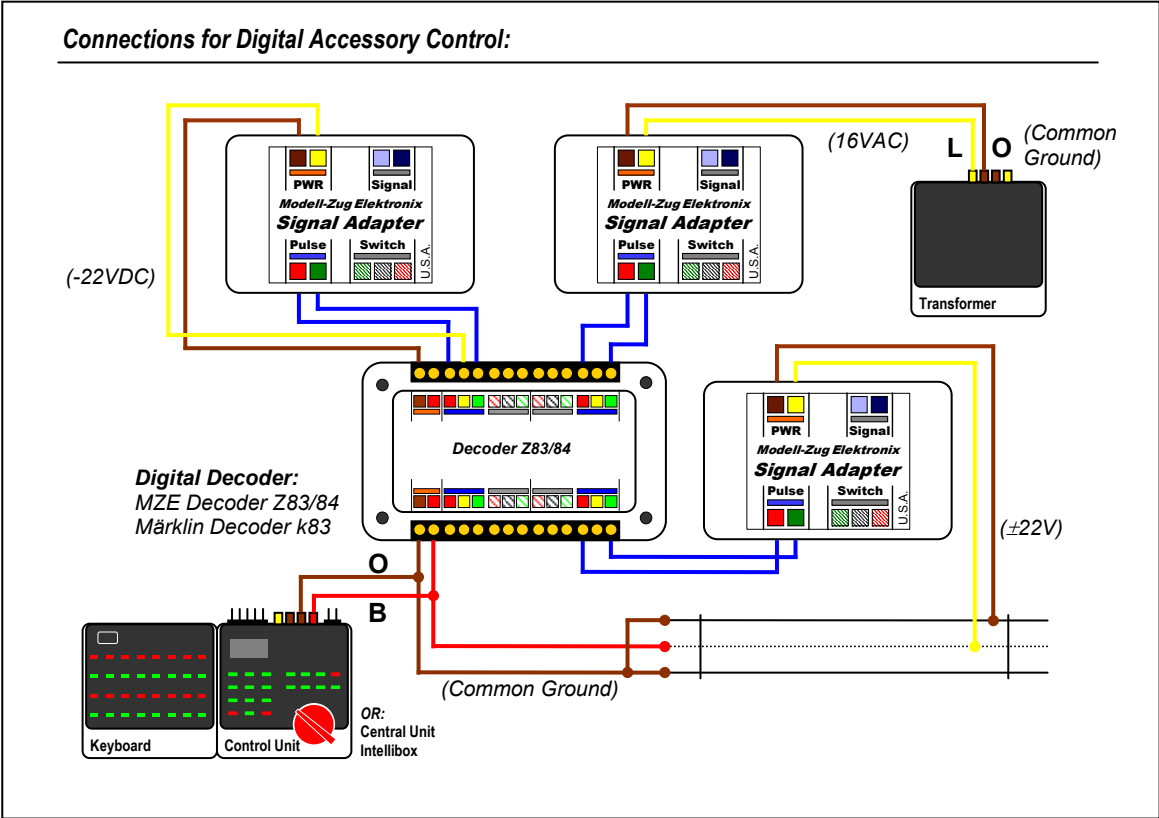 Connections for Digital Accessory Control:
(16VAC)
L
O
(Common
Ground)
PWR
Signal
Modell-Zug Elektronix
Signal Adapter
Pulse
Switch
U.S.A.
PWR
Signal
Modell-Zug Elektronix
Signal Adapter
Pulse
Switch
U.S.A.
(-22VDC)
Transformer
PWR
Signal
Modell-Zug Elektronix
Signal Adapter
Pulse
Switch
U.S.A.
Decoder Z83/84
Digital Decoder:
MZE Decoder Z83/84
Märklin Decoder k83
(±22V)
O
B
(Common Ground)
Keyboard
Control Unit
OR:
Central Unit
Intellibox